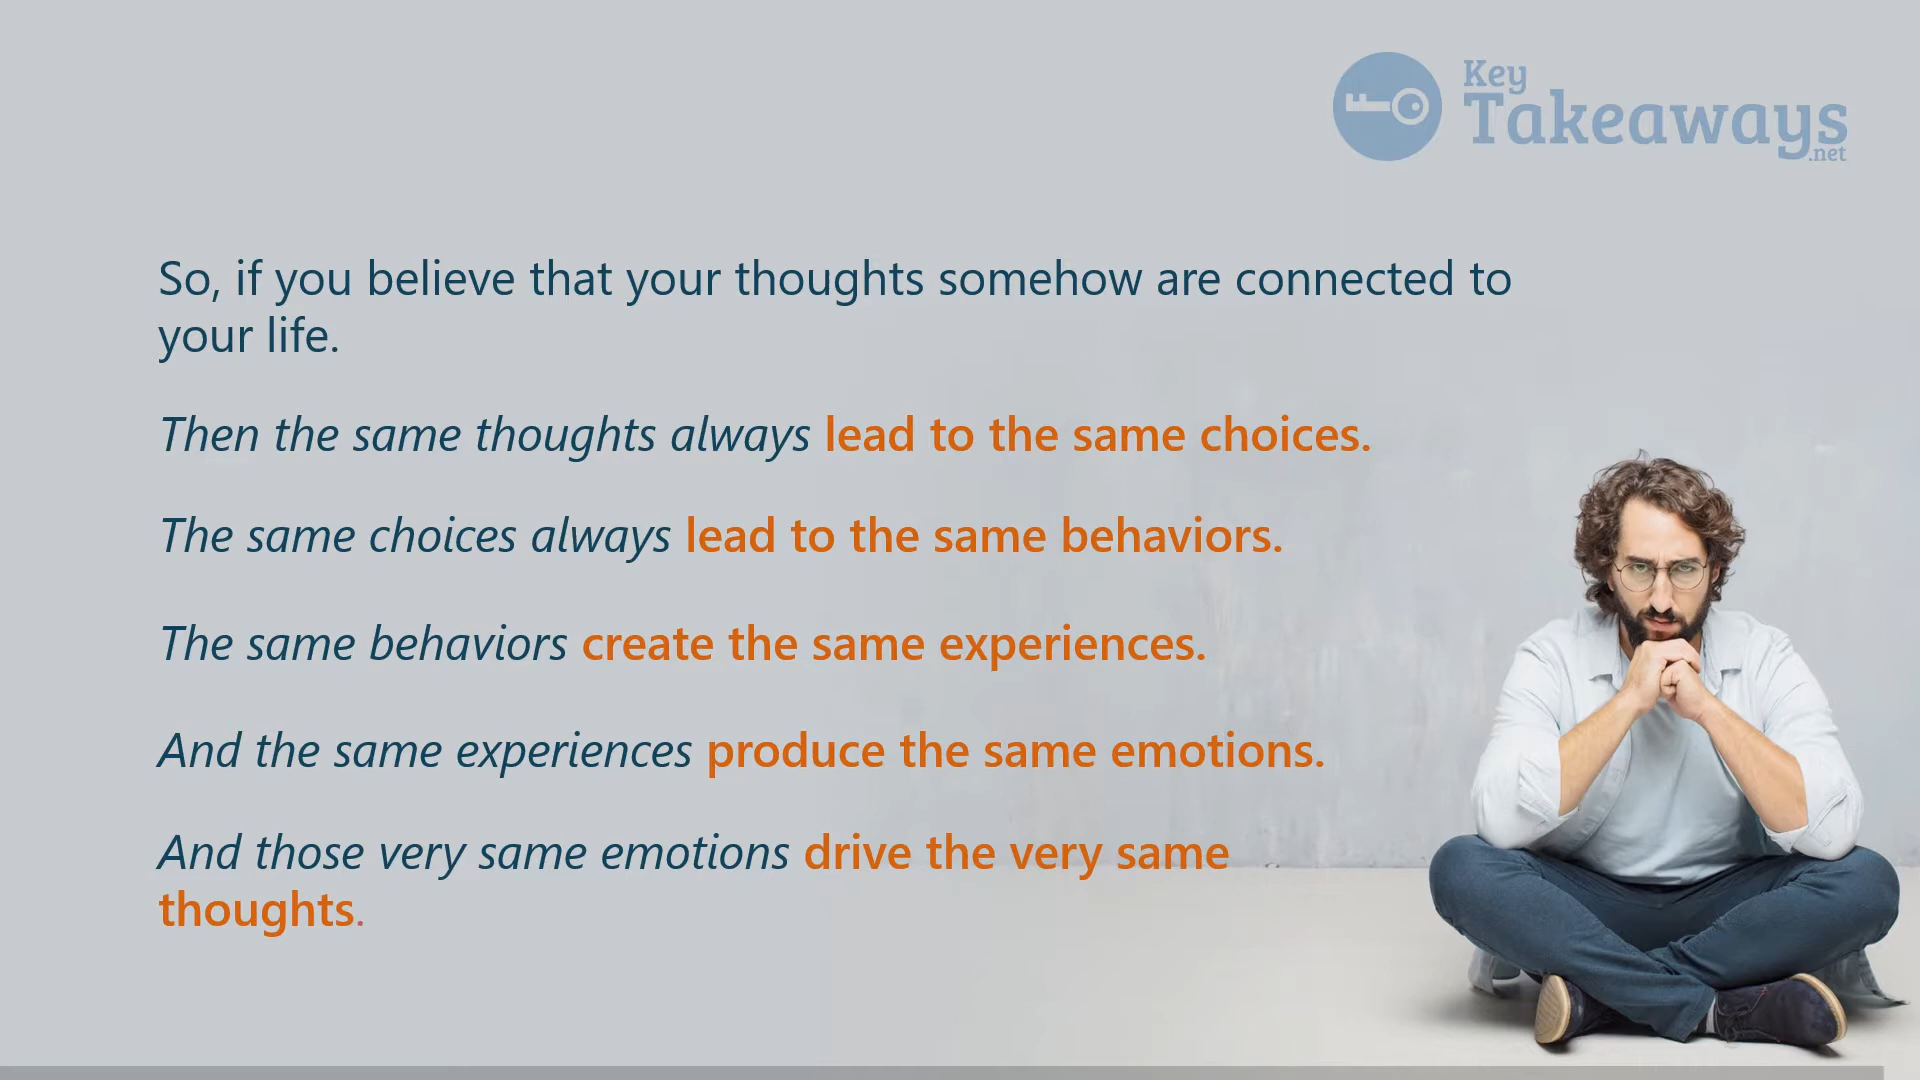 Key
Takeaways
.net
So, if you believe that your thoughts somehow are connected to
your life.
Then the same thoughts always lead to the same choices.
The same choices always lead to the same behaviors.
The same behaviors create the same experiences.
And the same experiences produce the same emotions.
And those very same emotions drive the very same
thoughts.